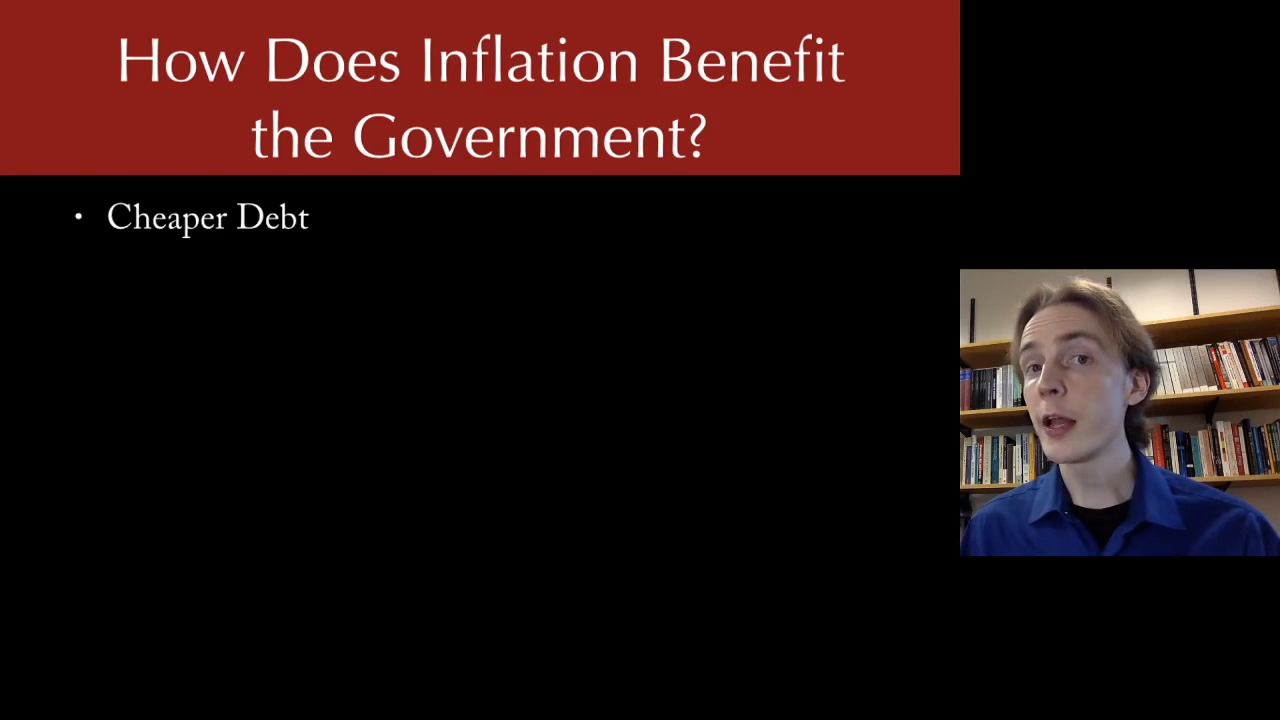 How Does Inflation Benefit
the Government?
• Cheaper Debt